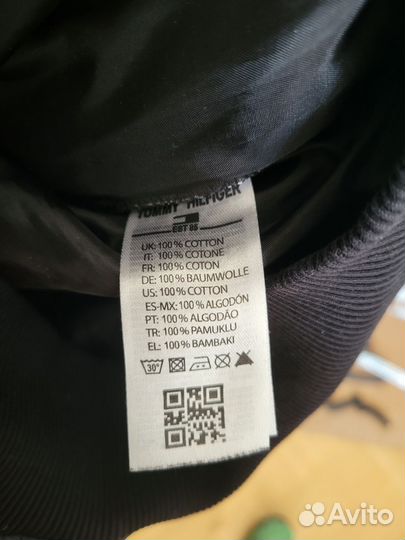 TOMMY HILFIGER
EST 85
UK: 100% COTTON
IT: 100% COTONE
FR: 100% COTON
DE: 100% BAUMWOLLE
US: 100% COTTON
ES-MX: 100% ALGODÓN
PT: 100% ALGODÃO
TR: 100% PAMUKLU
EL: 100% BAMBAKI
30°
Avito